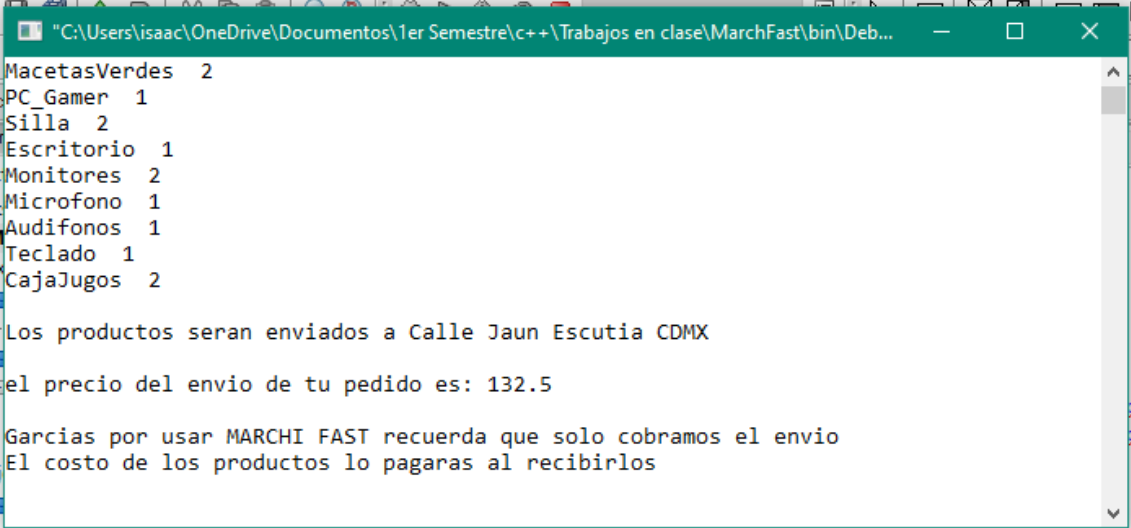 "C:\Users\isaac\OneDrive\Documentos\1er Semestre\c++\Trabajos en clase\MarchFast\bin\Deb...
MacetasVerdes 2
PC_Gamer 1
Silla 2
Escritorio 1
Monitores 2
Microfono 1
Audifonos 1
Teclado 1
CajaJugos 2
Los productos seran enviados a Calle Jaun Escutia CDMX
el precio del envio de tu pedido es: 132.5
Garcias por usar MARCHI FAST recuerda que solo cobramos el envio
El costo de los productos lo pagaras al recibirlos